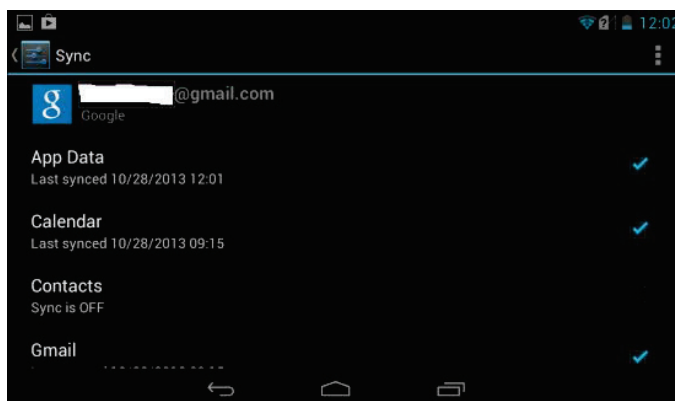 12:02
Sync
g
@gmail.com
Google
App Data
Last synced 10/28/2013 12:01
Calendar
Last synced 10/28/2013 09:15
Contacts
Sync is OFF
Gmail